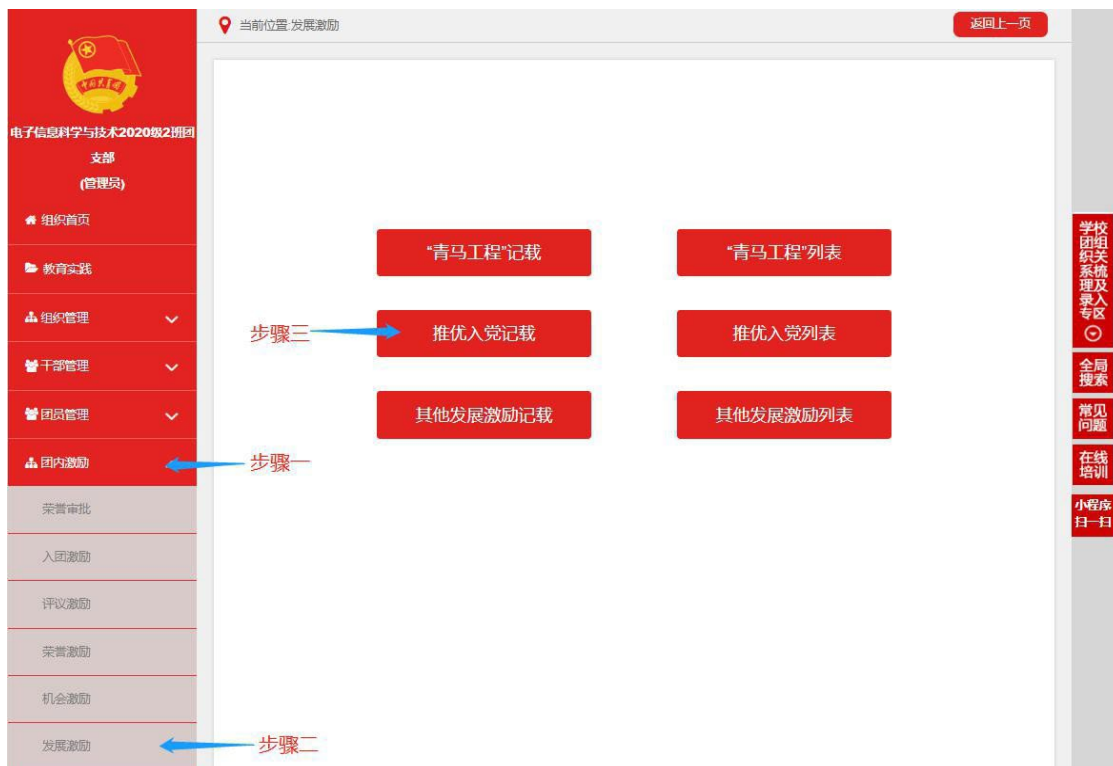 当前位置:发展激励
返回上一页
电子信息科学与技术2020级2班团
支部
(管理员)
组织首页
教育实践
组织管理
干部管理
团员管理
团内激励
荣誉审批
入团激励
评议激励
荣誉激励
机会激励
发展激励
“青马工程”记载
“青马工程”列表
步骤三
推优入党记载
推优入党列表
其他发展激励记载
其他发展激励列表
步骤一
步骤二
学校
团组
织关
系梳
理及
录入
专区
全局
搜索
常见
问题
在线
培训
小程序
扫一扫